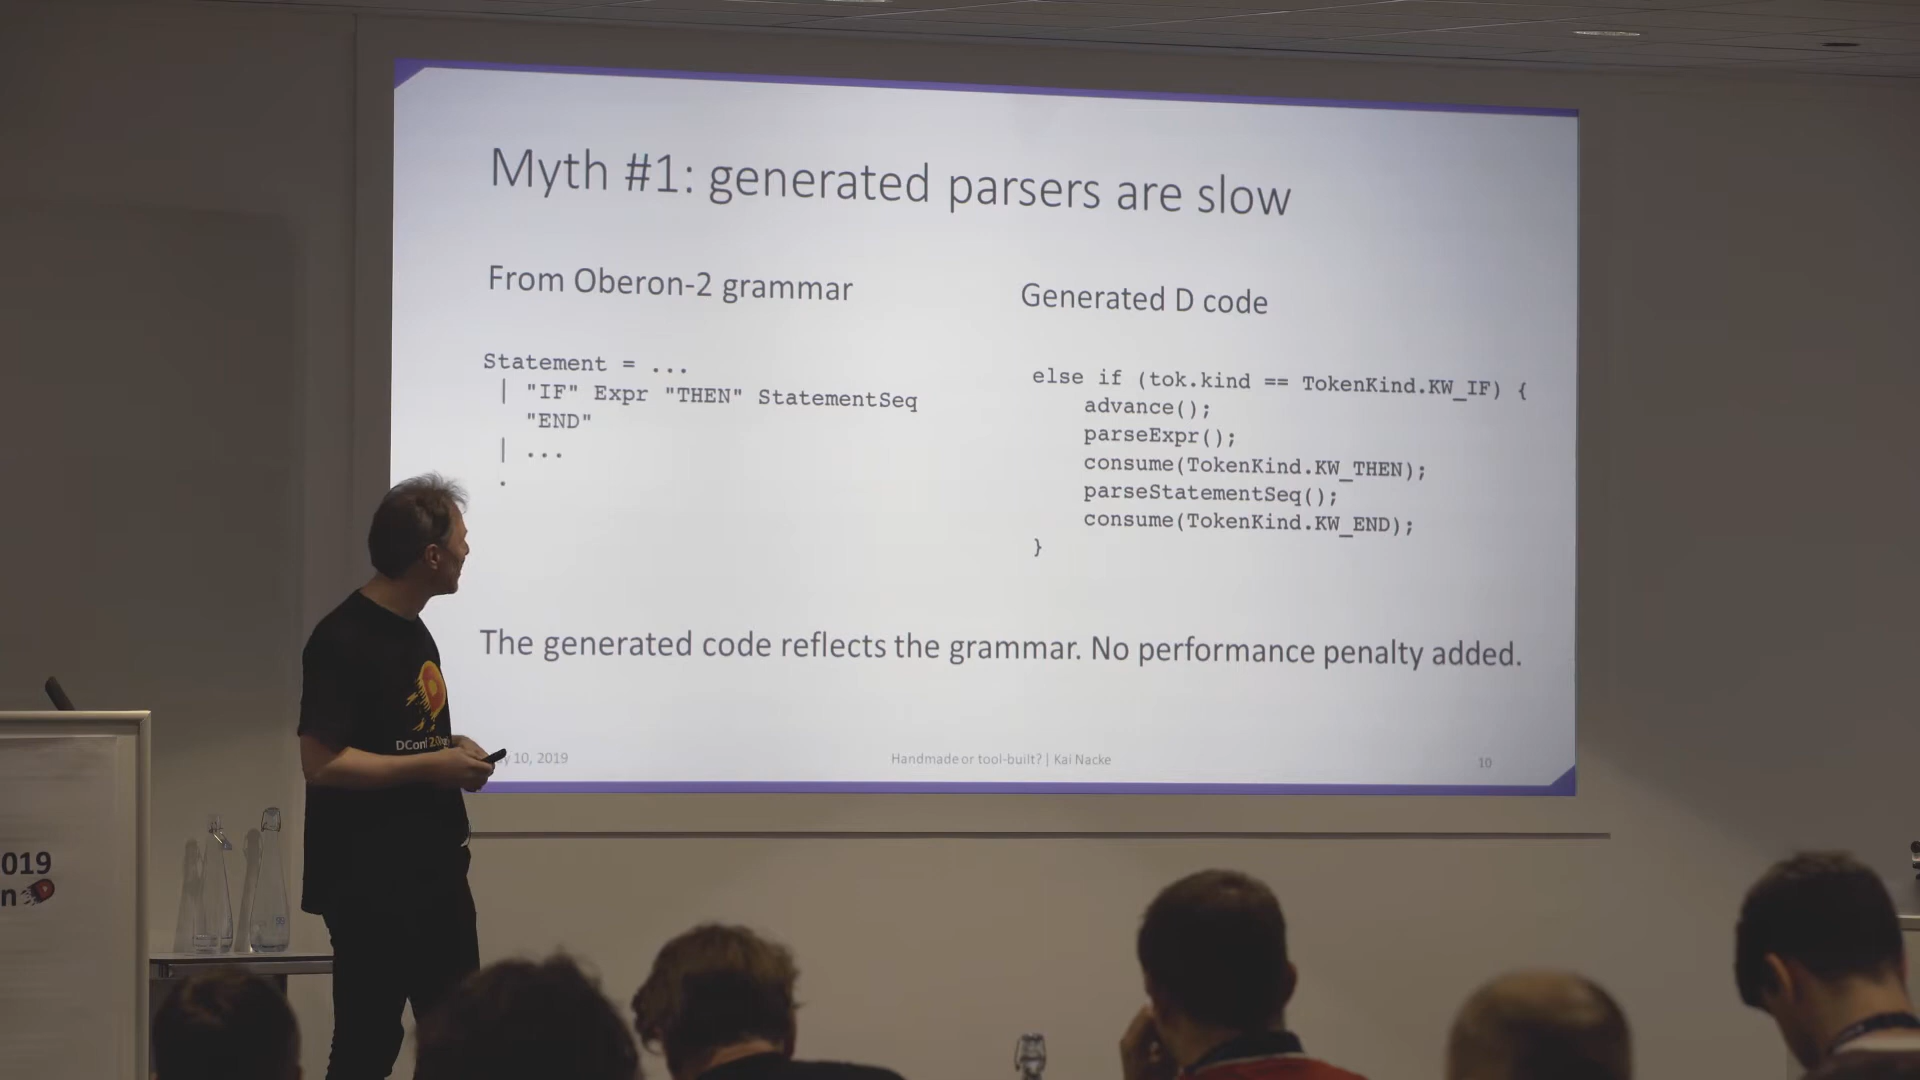 Myth #1: generated parsers are slow
From Oberon-2 grammar
Statement = ...
| "IF" Expr "THEN" StatementSeq
"END"
| ...
.
Generated D code
else if (tok.kind == TokenKind.KW_IF) {
advance();
parseExpr();
consume(TokenKind.KW_THEN);
parseStatementSeq();
consume(TokenKind.KW_END);
}
The generated code reflects the grammar. No performance penalty added.
10, 2019
Handmade or tool-built? | Kai Nacke
10
DConf
019
n